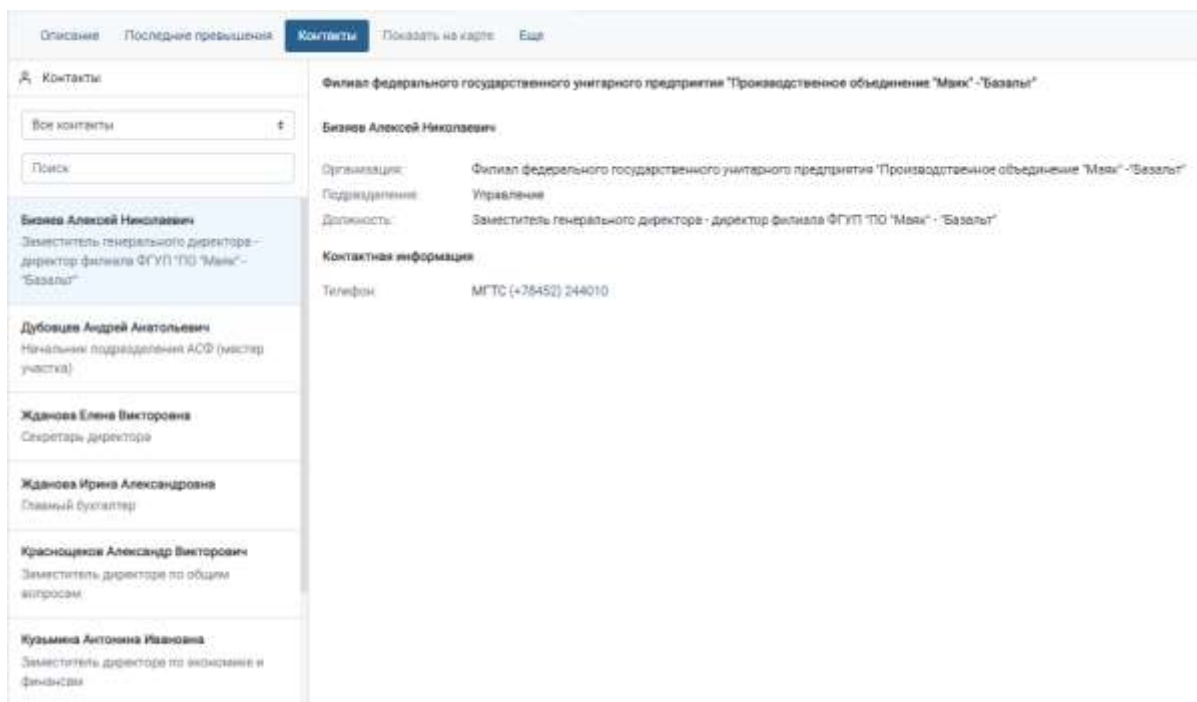 Описание Последние превышения Контакты Показать на карте Еще
Контакты
Все контакты
Поиск
Бизяев Алексей Николаевич
Заместитель генерального директора -
директор филиала ФГУП "ПО "Маяк" -
"Базальт"
Дубовцев Андрей Анатольевич
Начальник подразделения АСФ (мастер
участка)
Жданова Елена Викторовна
Секретарь директора
Жданова Ирина Александровна
Главный бухгалтер
Краснощеков Александр Викторович
Заместитель директора по общим
вопросам
Кузьмина Антонина Ивановна
Заместитель директора по экономике и
финансам
Филиал федерального государственного унитарного предприятия "Производственное объединение "Маяк" -"Базальт"
Бизяев Алексей Николаевич
Организация: Филиал федерального государственного унитарного предприятия "Производственное объединение "Маяк" -"Базальт"
Подразделение: Управление
Должность: Заместитель генерального директора - директор филиала ФГУП "ПО "Маяк" - "Базальт"
Контактная информация
Телефон: МГТС (+78452) 244010